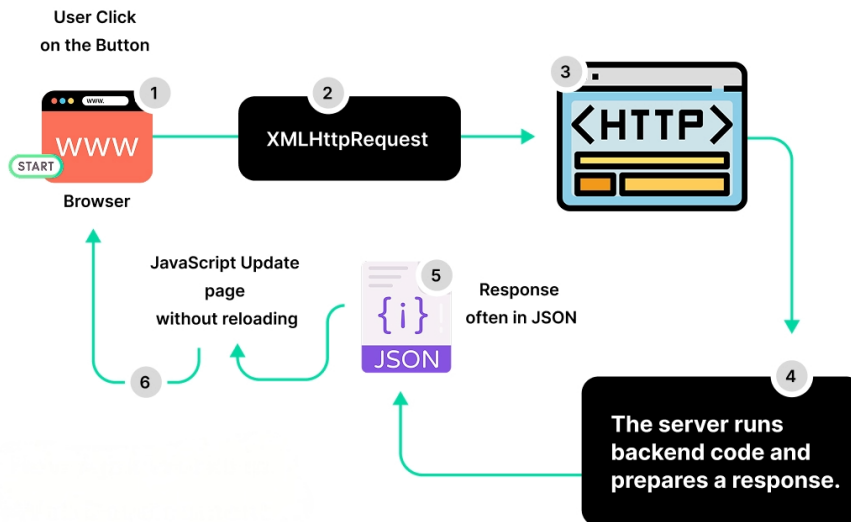 User Click
on the Button
1
www.
WWW
START
Browser
2
XMLHttpRequest
3
<HTTP>
4
The server runs
backend code and
prepares a response.
5
{i}
JSON
Response
often in JSON
JavaScript Update
page
without reloading
6